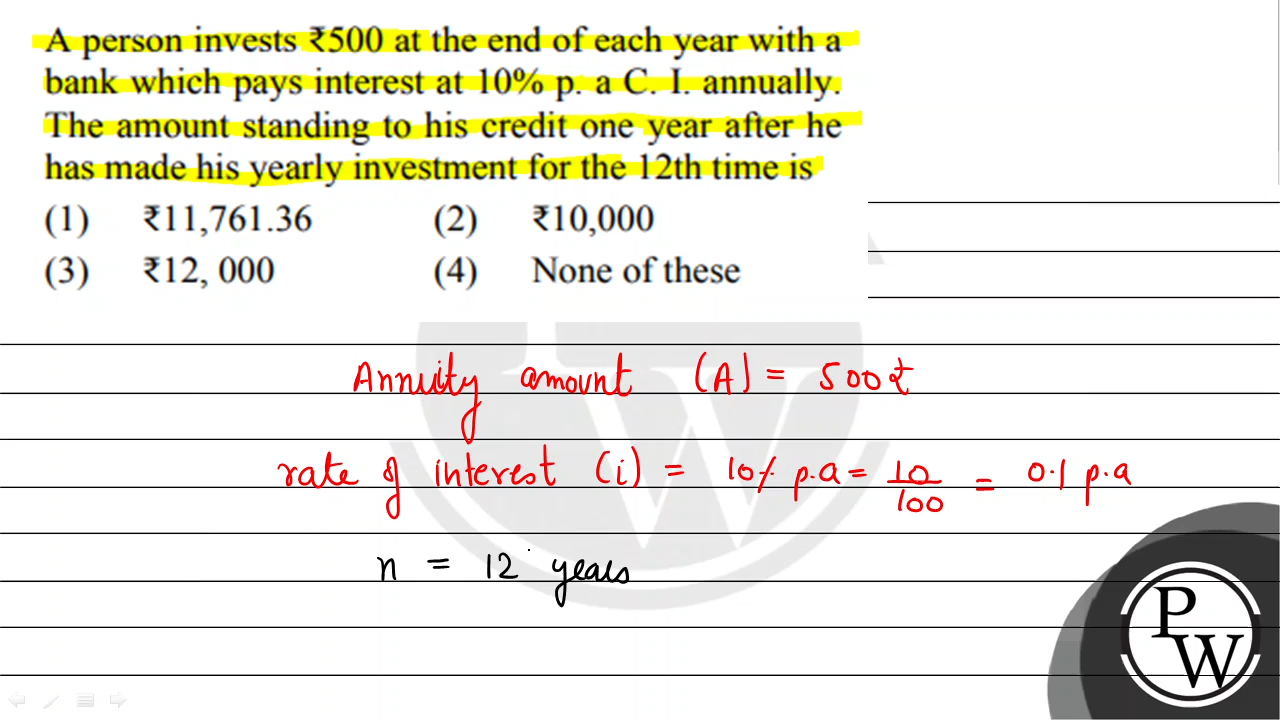 A person invests ₹500 at the end of each year with a
bank which pays interest at 10% p. a C. I. annually.
The amount standing to his credit one year after he
has made his yearly investment for the 12th time is
(1) ₹11,761.36 (2) ₹10,000
(3) ₹12, 000 (4) None of these
Annuity amount (A) = 500₹
rate of interest (i) = 10% p.a = 10/100 = 0.1 p.a
n = 12 years
PW